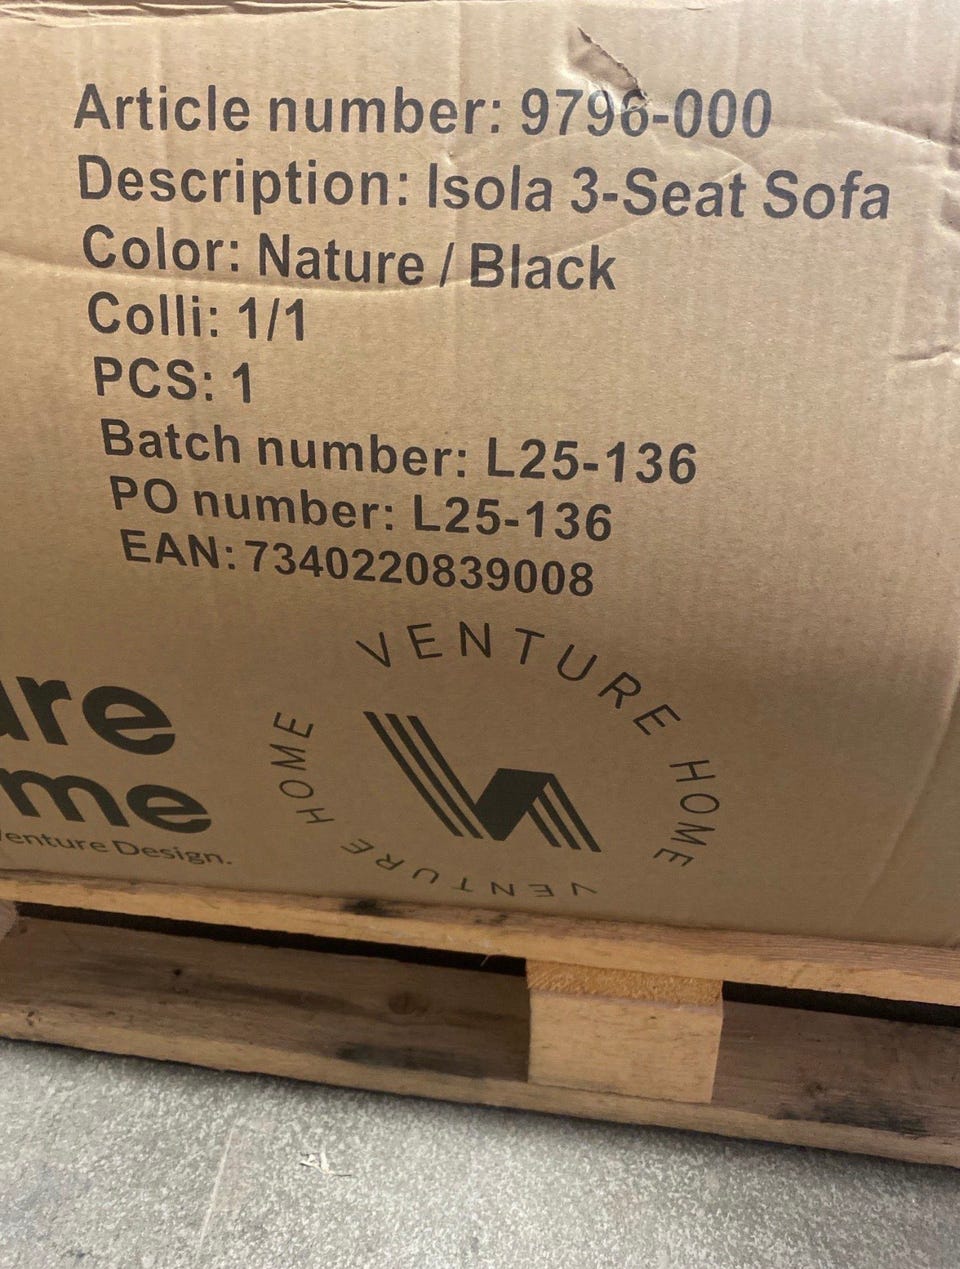 Article number: 9796-000
Description: Isola 3-Seat Sofa
Color: Nature / Black
Colli: 1/1
PCS: 1
Batch number: L25-136
PO number: L25-136
EAN: 7340220839008
VENTURE HOME
VENTURE HOME
ure
me
Venture Design.